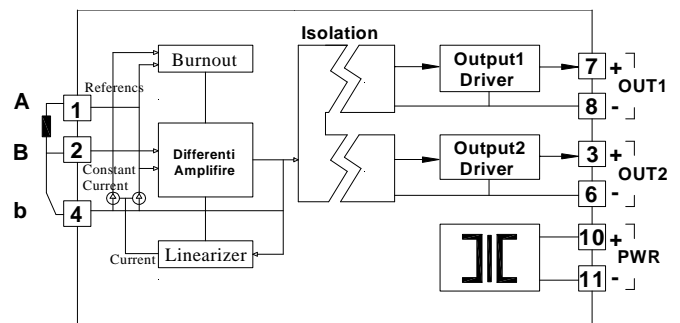 Isolation
Burnout
Output1
Driver
7
+
OUT1
8
-
Referencs
A
1
B
2
Differenti
Amplifire
Constant
Current
Output2
Driver
3
+
OUT2
6
-
b
4
Current
Linearizer
10
+
PWR
11
-